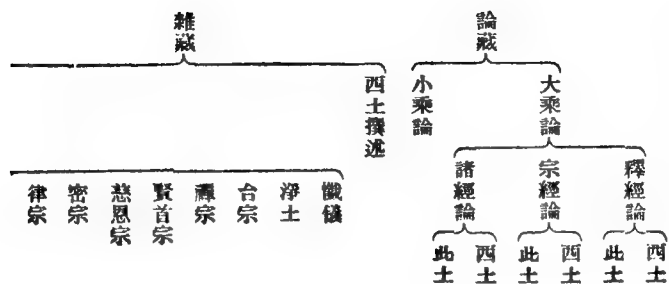 論藏
大乘論
釋經論
西土
此土
宗經論
西土
此土
諸經論
西土
此土
小乘論
雜藏
西土撰述
懺儀
淨土
台宗
禪宗
賢首宗
慈恩宗
密宗
律宗